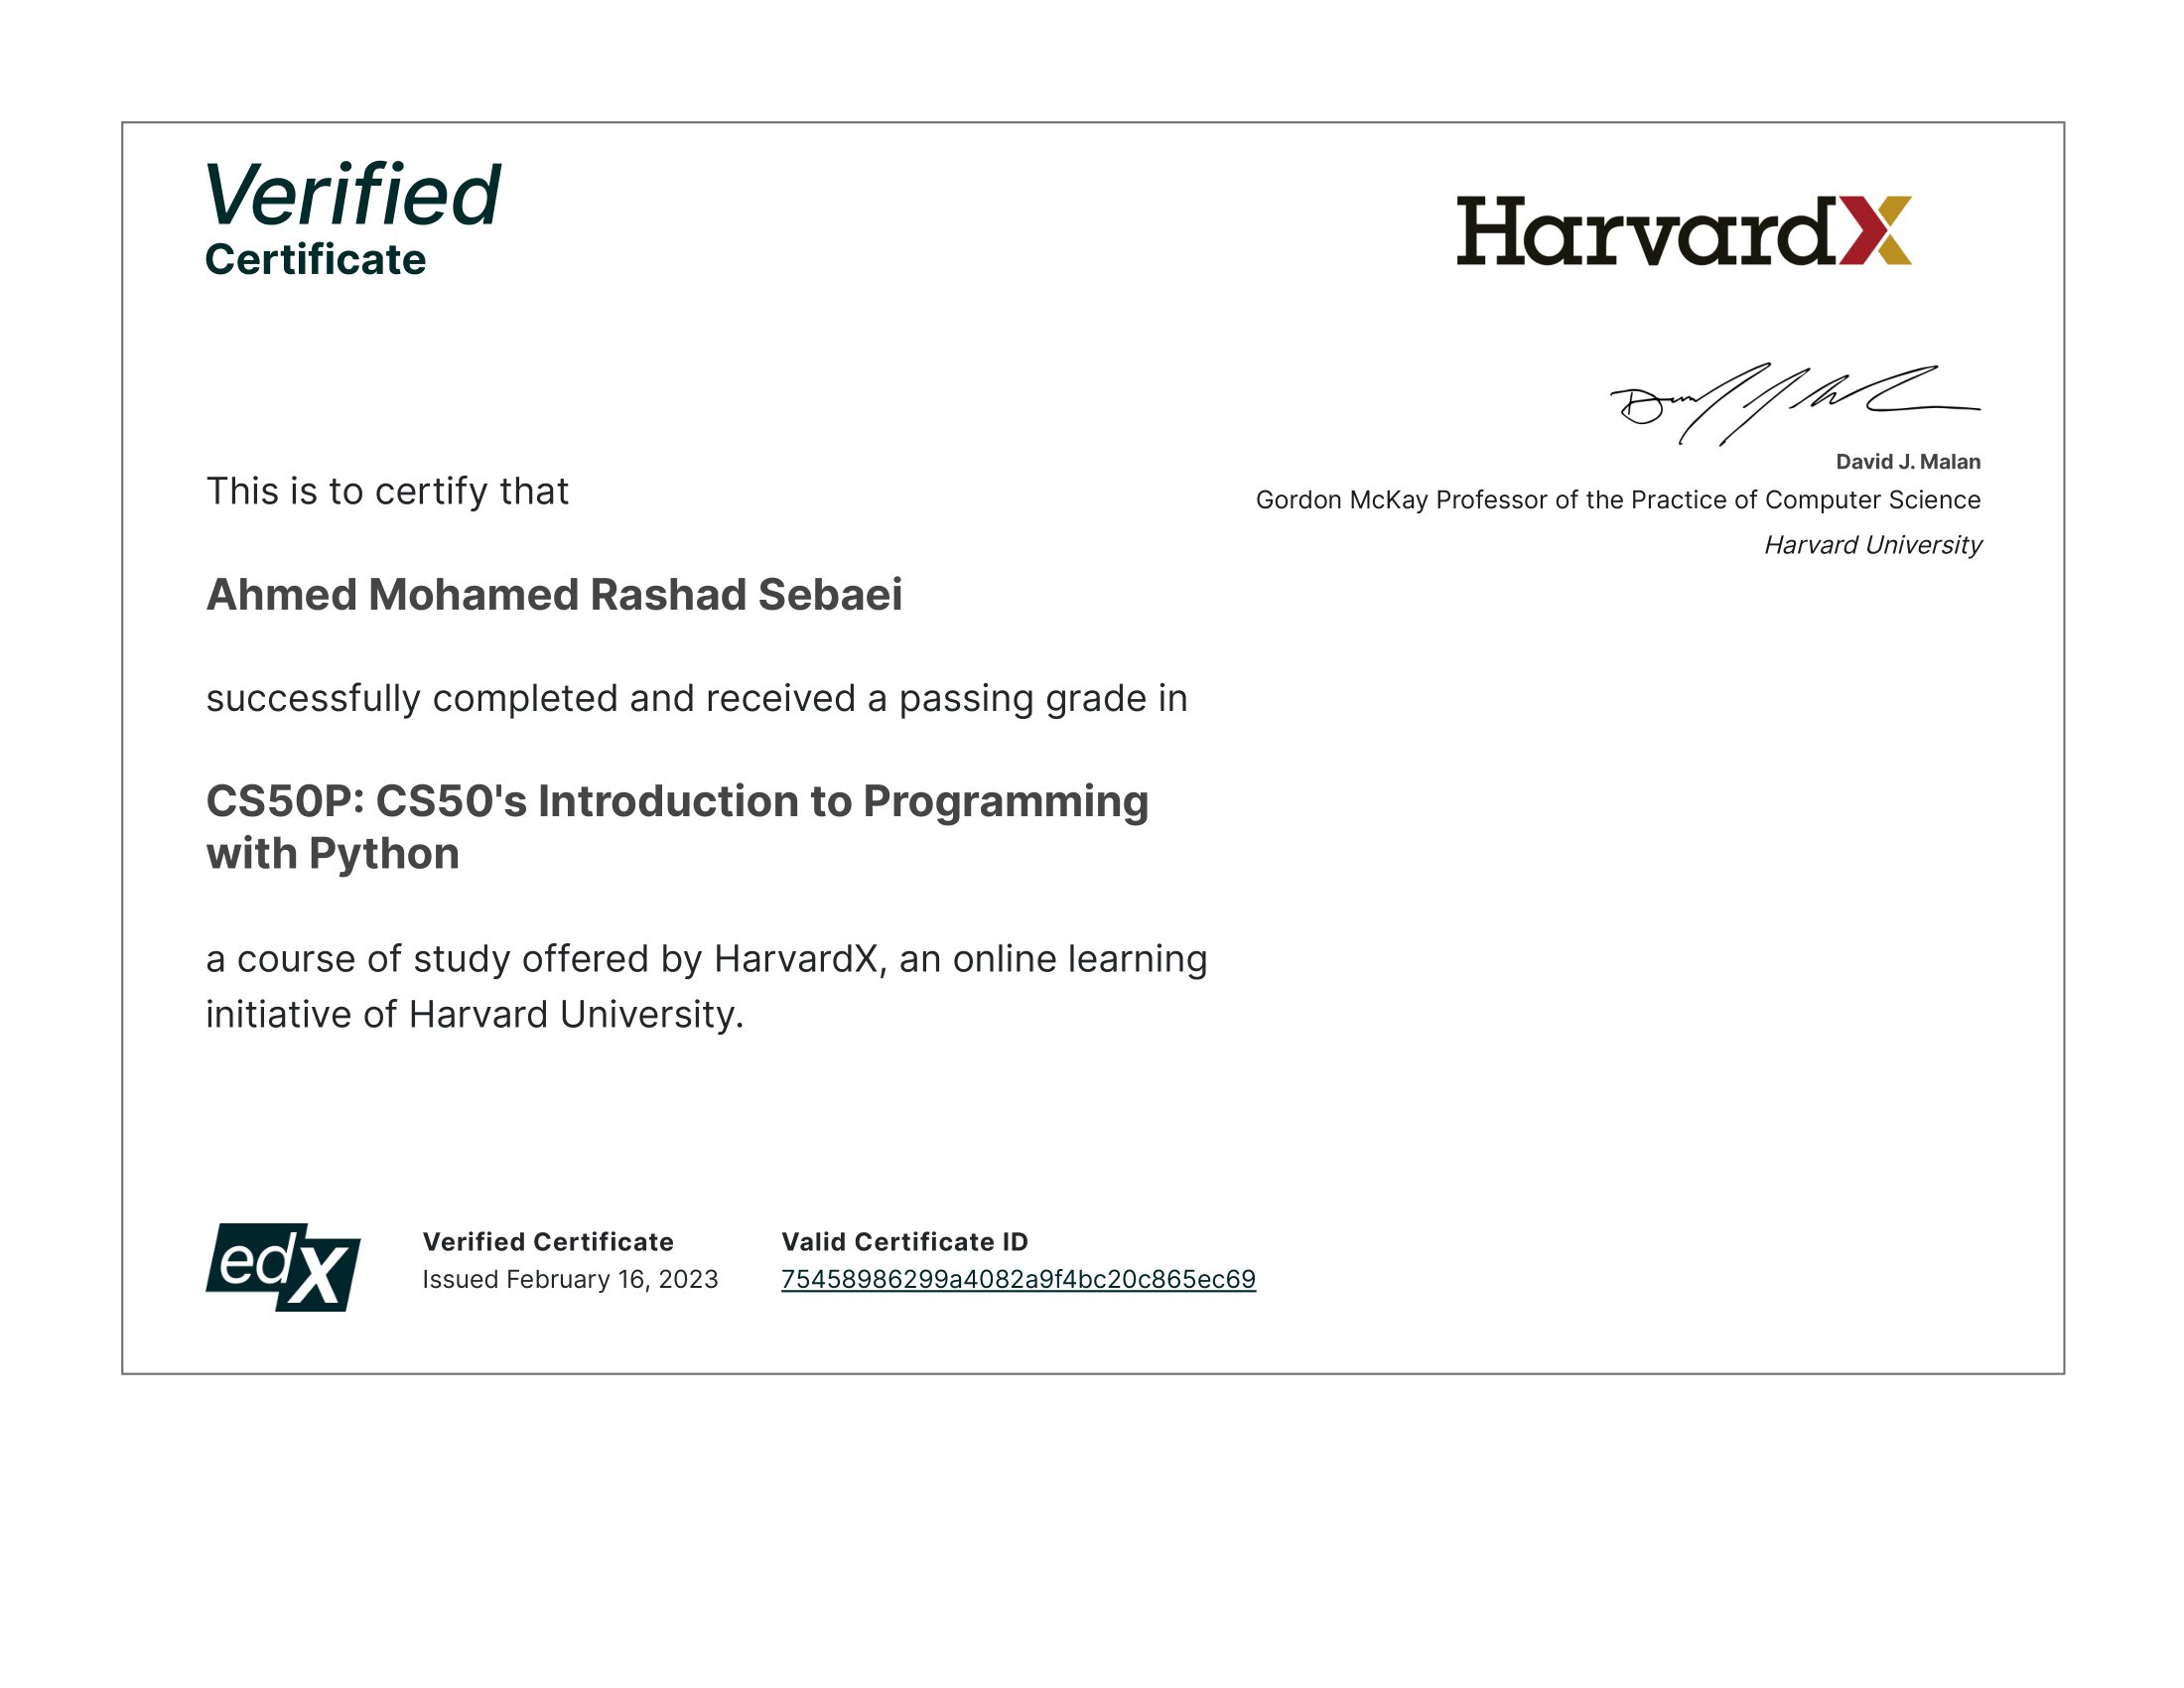 Verified
Certificate
HarvardX
David J. Malan
Gordon McKay Professor of the Practice of Computer Science
Harvard University
This is to certify that
Ahmed Mohamed Rashad Sebaei
successfully completed and received a passing grade in
CS50P: CS50's Introduction to Programming
with Python
a course of study offered by HarvardX, an online learning
initiative of Harvard University.
edX
Verified Certificate
Issued February 16, 2023
Valid Certificate ID
75458986299a4082a9f4bc20c865ec69